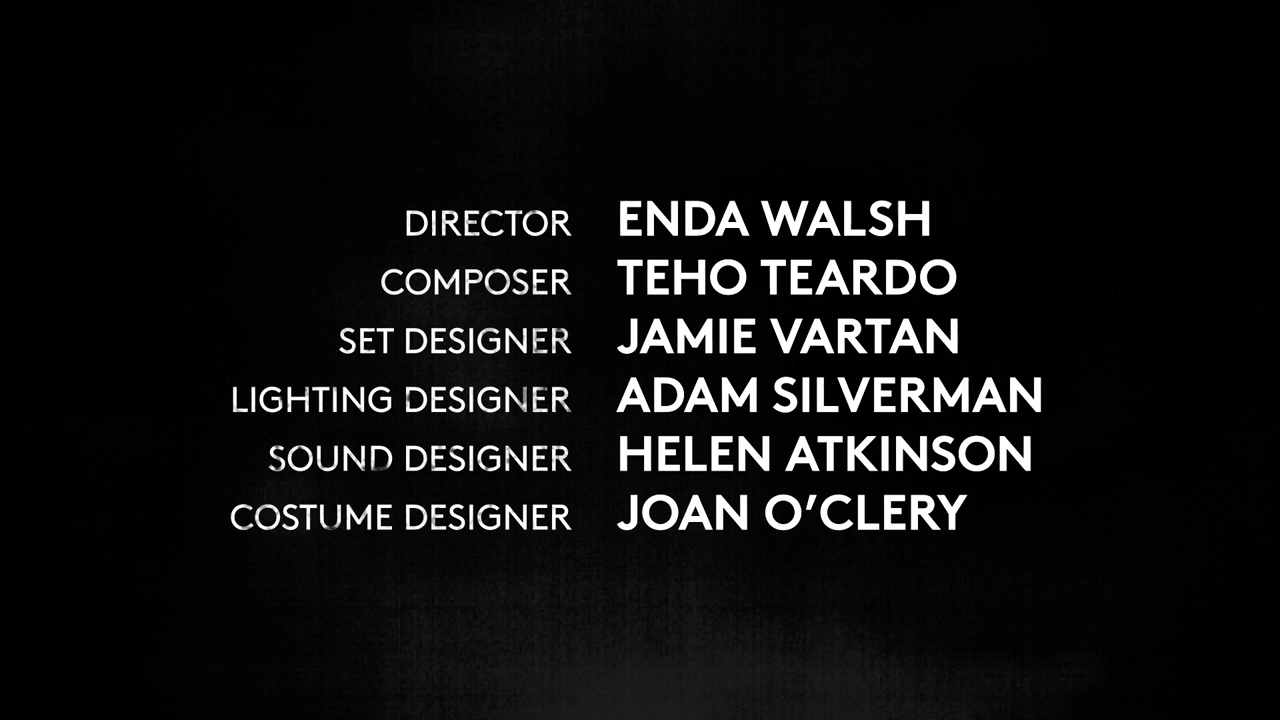 DIRECTOR ENDA WALSH
COMPOSER TEHO TEARDO
SET DESIGNER JAMIE VARTAN
LIGHTING DESIGNER ADAM SILVERMAN
SOUND DESIGNER HELEN ATKINSON
COSTUME DESIGNER JOAN O’CLERY